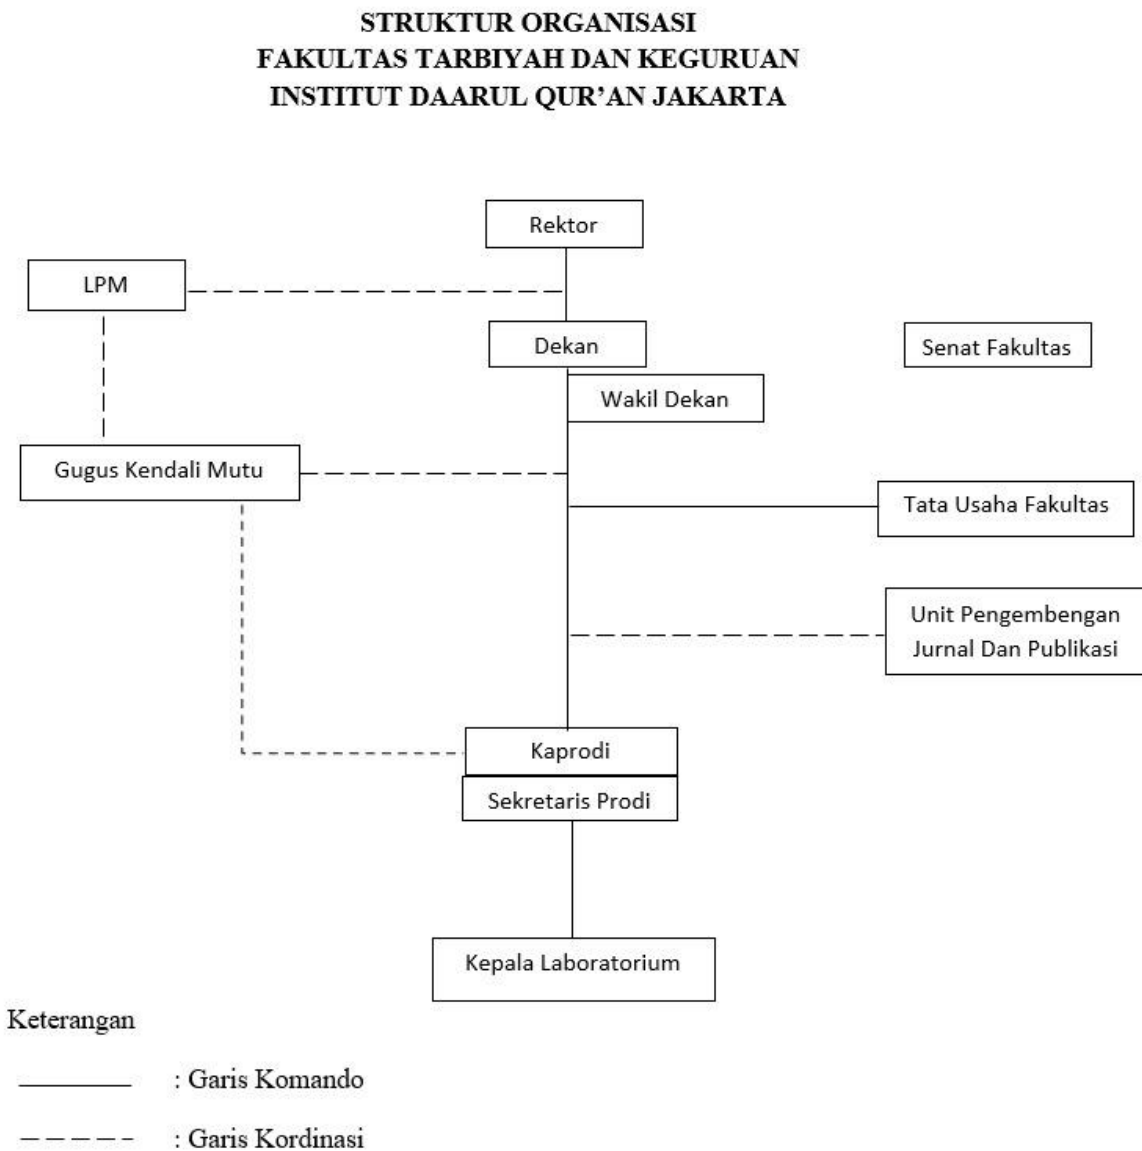 STRUKTUR ORGANISASI
FAKULTAS TARBIYAH DAN KEGURUAN
INSTITUT DAARUL QUR’AN JAKARTA
Rektor
LPM
Dekan
Senat Fakultas
Wakil Dekan
Gugus Kendali Mutu
Tata Usaha Fakultas
Unit Pengembengan
Jurnal Dan Publikasi
Kaprodi
Sekretaris Prodi
Kepala Laboratorium
Keterangan
: Garis Komando
: Garis Kordinasi